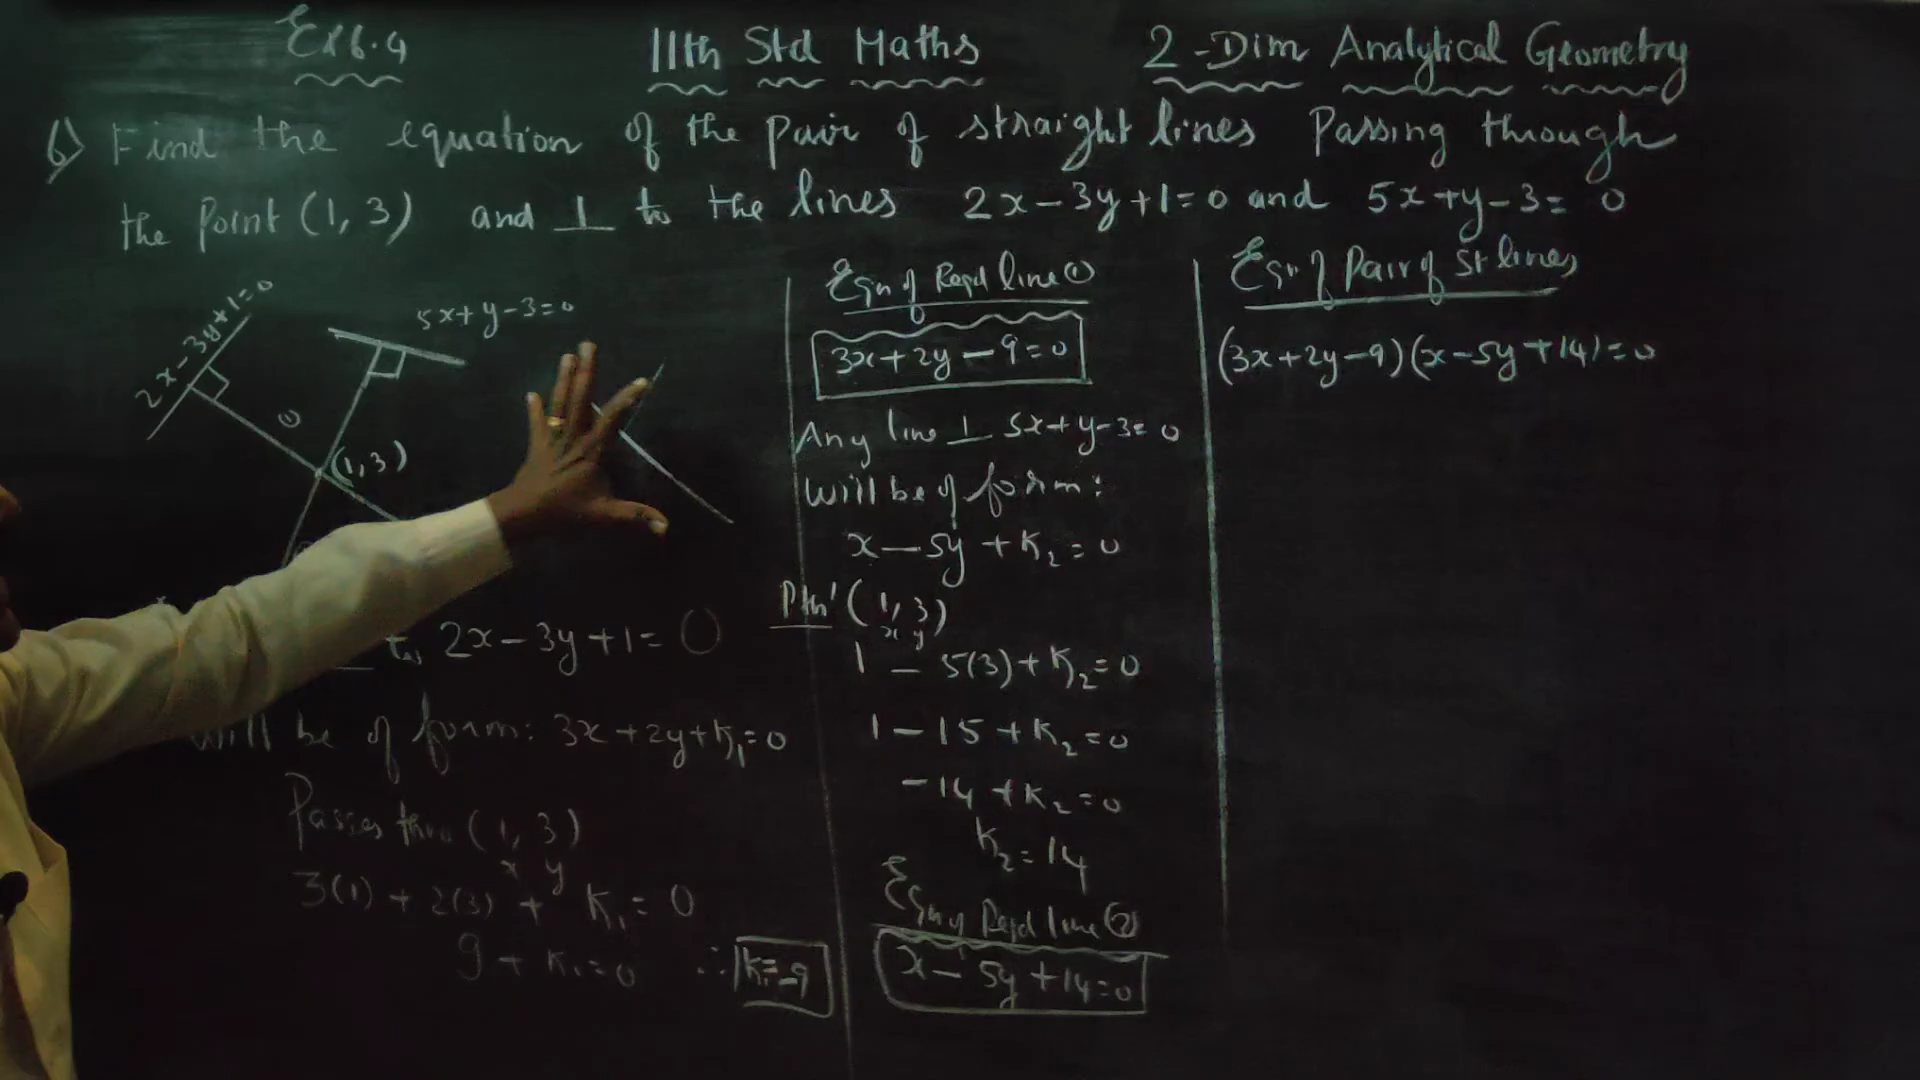 Ex 6.4 11th Std Maths 2-Dim Analytical Geometry
6) Find the equation of the pair of straight lines Passing through
the Point (1, 3) and ⊥ to the lines 2x-3y+1=0 and 5x+y-3=0
2x-3y+1=0
5x+y-3=0
①
(1,3)
to 2x-3y+1=0
will be of form: 3x+2y+k₁=0
Passes thro (1, 3)
x y
3(1) + 2(3) + k₁ = 0
9 + k₁ = 0 ∴ k₁=-9
Eqn of Reqd line ①
3x+2y-9=0
Any line ⊥ 5x+y-3=0
Will be of form:
x-5y+k₂=0
Pthr' (1, 3)
x y
1 - 5(3)+k₂=0
1-15+k₂=0
-14+k₂=0
k₂=14
Eqn of Reqd line ②
x-5y+14=0
Eqn of Pair of St lines
(3x+2y-9)(x-5y+14)=0